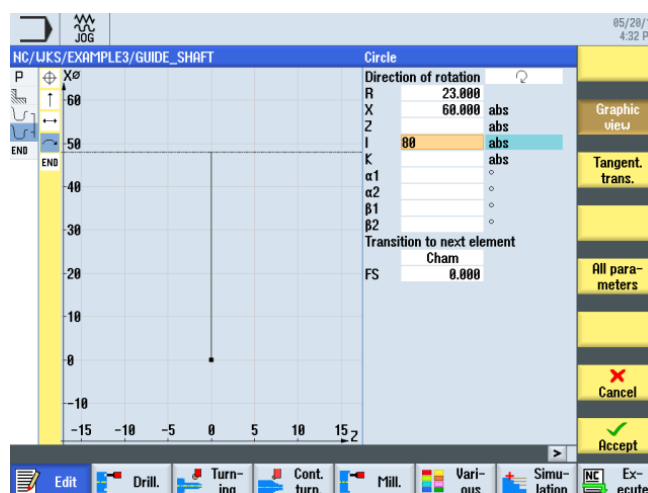 JOG
05/20/
4:32 P
NC/WKS/EXAMPLE3/GUIDE_SHAFT
Circle
P
END
END
XØ
60
50
40
30
20
10
0
-10
-15 -10 -5 0 5 10 15 Z
Direction of rotation
R 23.000
X 60.000 abs
Z abs
I 80 abs
K abs
α1 °
α2 °
β1 °
β2 °
Transition to next element
Cham
FS 0.000
Graphic
view
Tangent.
trans.
All para-
meters
Cancel
Accept
>
Edit
Drill.
Turn-
ing
Cont.
turn.
Mill.
Vari-
ous
Simu-
lation
NC
Ex-
ecute